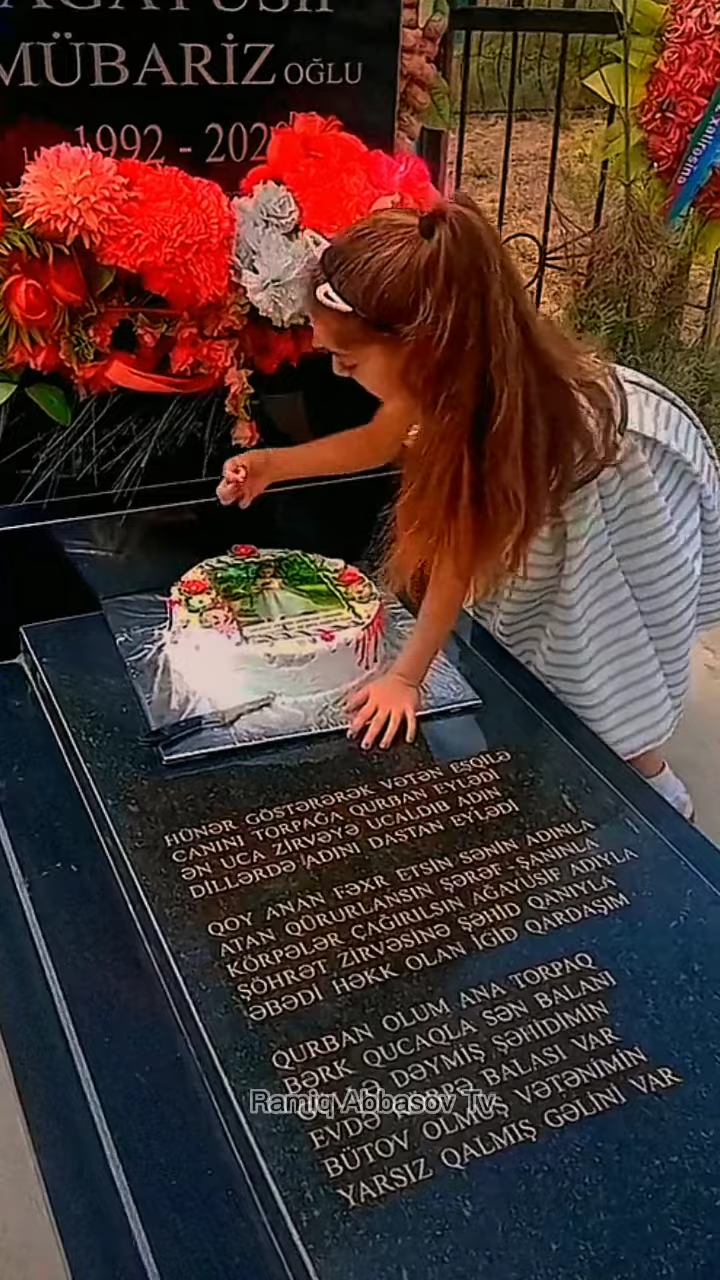 AĞAYUSİF
MÜBARİZ OĞLU
1992 - 202
HÜNƏR GÖSTƏRƏRƏK VƏTƏN EŞQİLƏ
CANINI TORPAĞA QURBAN EYLƏDİ
ƏN UCA ZİRVƏYƏ UCALDIB ADIN
DİLLƏRDƏ ADINI DASTAN EYLƏDİ
QOY ANAN FƏXR ETSİN SƏNİN ADINLA
ATAN QÜRURLANSIN ŞƏRƏF - ŞANINLA
KÖRPƏLƏR ÇAĞIRILSIN AĞAYUSİF ADIYLA
ŞÖHRƏT ZİRVƏSİNƏ ŞƏHİD QANIYLA
ƏBƏDİ HƏKK OLAN İGİD QARDAŞIM
QURBAN OLUM ANA TORPAQ
BƏRK QUCAQLA SƏN BALANI
DƏYMİŞ ŞƏHİDİMİN
EVDƏ KÖRPƏ BALASI VAR
BÜTÖV OLMUŞ VƏTƏNİMİN
YARSIZ QALMIŞ GƏLİNİ VAR
Ramiq Abbasov Tv